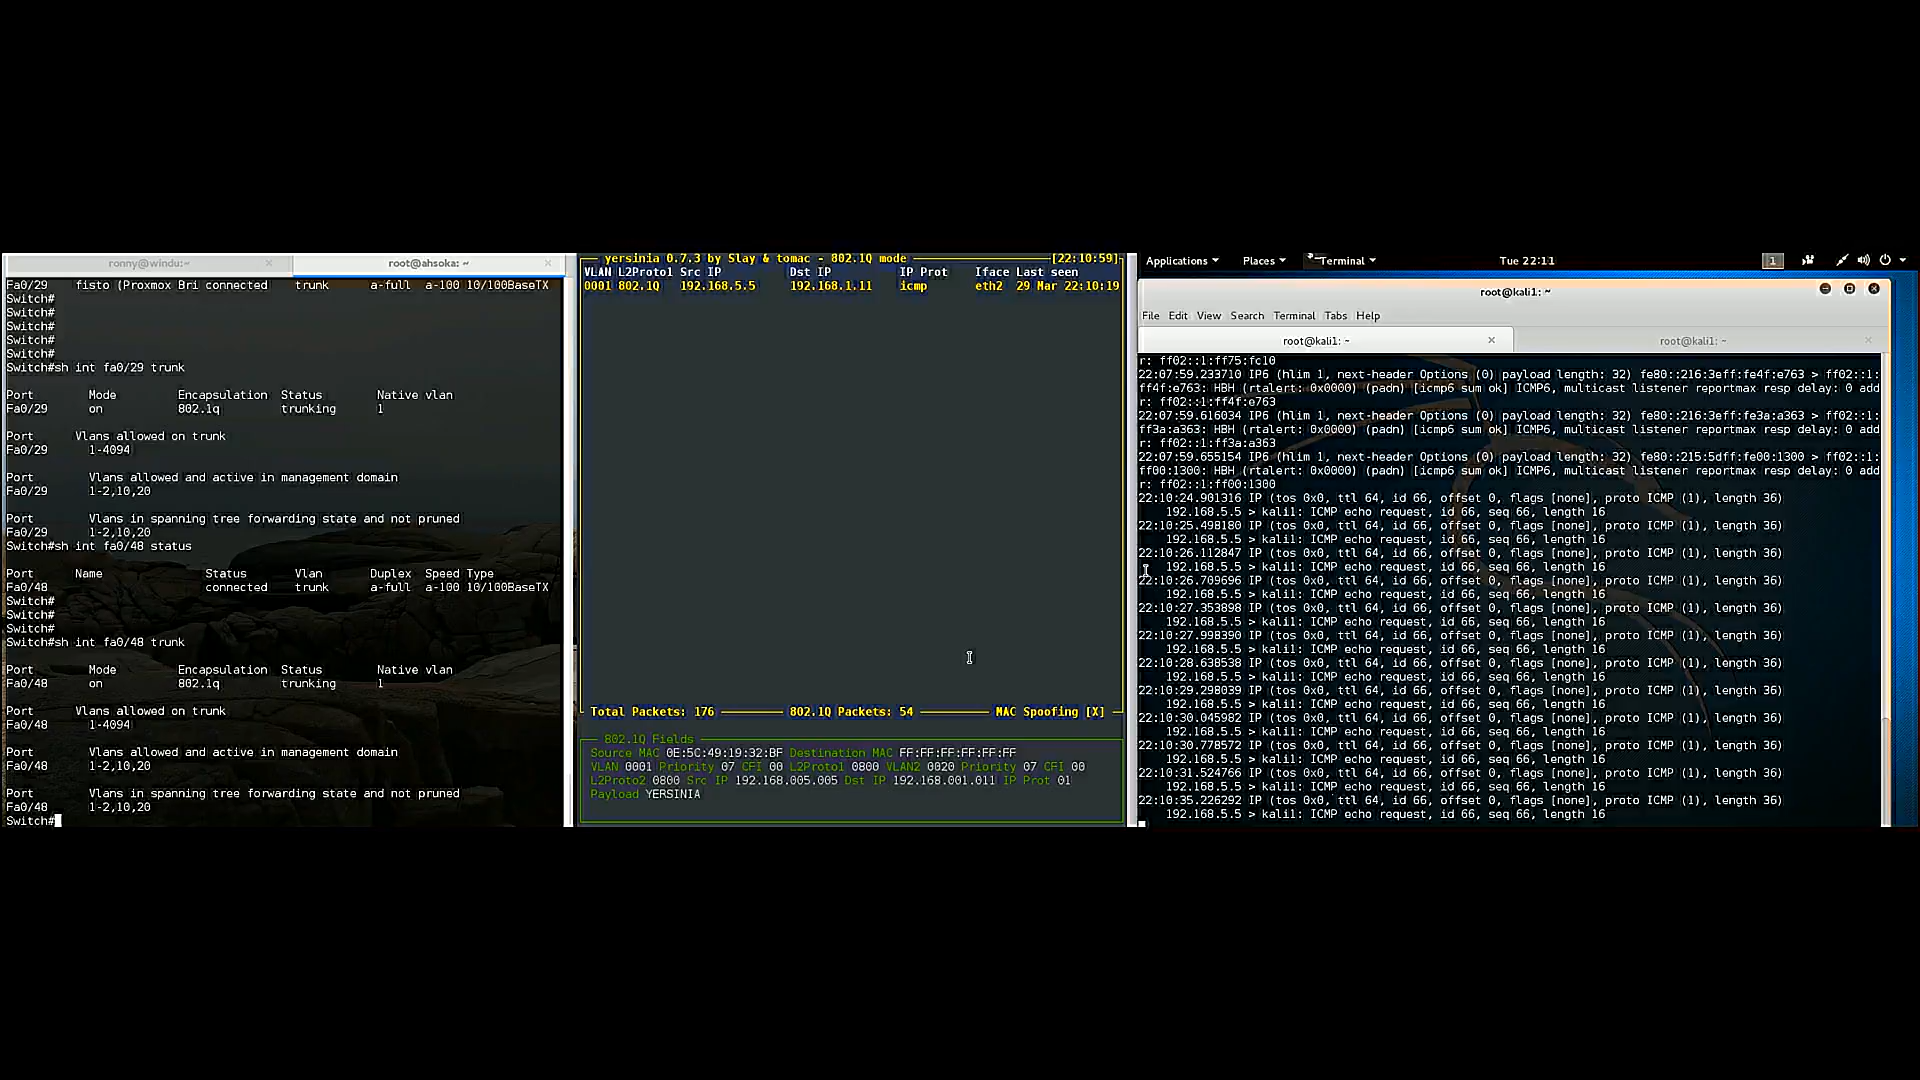 ronny@windu:~ ×
root@ahsoka: ~ ×
Fa0/29 fisto (Proxmox Bri connected trunk a-full a-100 10/100BaseTX
Switch#
Switch#
Switch#
Switch#
Switch#sh int fa0/29 trunk
Port Mode Encapsulation Status Native vlan
Fa0/29 on 802.1q trunking 1
Port Vlans allowed on trunk
Fa0/29 1-4094
Port Vlans allowed and active in management domain
Fa0/29 1-2,10,20
Port Vlans in spanning tree forwarding state and not pruned
Fa0/29 1-2,10,20
Switch#sh int fa0/48 status
Port Name Status Vlan Duplex Speed Type
Fa0/48 connected trunk a-full a-100 10/100BaseTX
Switch#
Switch#
Switch#
Switch#sh int fa0/48 trunk
Port Mode Encapsulation Status Native vlan
Fa0/48 on 802.1q trunking 1
Port Vlans allowed on trunk
Fa0/48 1-4094
Port Vlans allowed and active in management domain
Fa0/48 1-2,10,20
Port Vlans in spanning tree forwarding state and not pruned
Fa0/48 1-2,10,20
Switch#
yersinia 0.7.3 by Slay & tomac - 802.1Q mode [22:10:59]
VLAN L2Proto1 Src IP Dst IP IP Prot Iface Last seen
0001 802.1Q 192.168.5.5 192.168.1.11 icmp eth2 29 Mar 22:10:19
Total Packets: 176 802.1Q Packets: 54 MAC Spoofing [X]
802.1Q Fields
Source MAC 0E:5C:49:19:32:BF Destination MAC FF:FF:FF:FF:FF:FF
VLAN 0001 Priority 07 CFI 00 L2Proto1 0800 VLAN2 0020 Priority 07 CFI 00
L2Proto2 0800 Src IP 192.168.005.005 Dst IP 192.168.001.011 IP Prot 01
Payload YERSINIA
Applications Places Terminal Tue 22:11 1
root@kali1: ~
File Edit View Search Terminal Tabs Help
root@kali1: ~ ×
root@kali1: ~ ×
r: ff02::1:ff75:fc10
22:07:59.233710 IP6 (hlim 1, next-header Options (0) payload length: 32) fe80::216:3eff:fe4f:e763 > ff02::1:
ff4f:e763: HBH (rtalert: 0x0000) (padn) [icmp6 sum ok] ICMP6, multicast listener reportmax resp delay: 0 add
r: ff02::1:ff4f:e763
22:07:59.616034 IP6 (hlim 1, next-header Options (0) payload length: 32) fe80::216:3eff:fe3a:a363 > ff02::1:
ff3a:a363: HBH (rtalert: 0x0000) (padn) [icmp6 sum ok] ICMP6, multicast listener reportmax resp delay: 0 add
r: ff02::1:ff3a:a363
22:07:59.655154 IP6 (hlim 1, next-header Options (0) payload length: 32) fe80::215:5dff:fe00:1300 > ff02::1:
ff00:1300: HBH (rtalert: 0x0000) (padn) [icmp6 sum ok] ICMP6, multicast listener reportmax resp delay: 0 add
r: ff02::1:ff00:1300
22:10:24.901316 IP (tos 0x0, ttl 64, id 66, offset 0, flags [none], proto ICMP (1), length 36)
192.168.5.5 > kali1: ICMP echo request, id 66, seq 66, length 16
22:10:25.498180 IP (tos 0x0, ttl 64, id 66, offset 0, flags [none], proto ICMP (1), length 36)
192.168.5.5 > kali1: ICMP echo request, id 66, seq 66, length 16
22:10:26.112847 IP (tos 0x0, ttl 64, id 66, offset 0, flags [none], proto ICMP (1), length 36)
192.168.5.5 > kali1: ICMP echo request, id 66, seq 66, length 16
22:10:26.709696 IP (tos 0x0, ttl 64, id 66, offset 0, flags [none], proto ICMP (1), length 36)
192.168.5.5 > kali1: ICMP echo request, id 66, seq 66, length 16
22:10:27.353898 IP (tos 0x0, ttl 64, id 66, offset 0, flags [none], proto ICMP (1), length 36)
192.168.5.5 > kali1: ICMP echo request, id 66, seq 66, length 16
22:10:27.998390 IP (tos 0x0, ttl 64, id 66, offset 0, flags [none], proto ICMP (1), length 36)
192.168.5.5 > kali1: ICMP echo request, id 66, seq 66, length 16
22:10:28.638538 IP (tos 0x0, ttl 64, id 66, offset 0, flags [none], proto ICMP (1), length 36)
192.168.5.5 > kali1: ICMP echo request, id 66, seq 66, length 16
22:10:29.298039 IP (tos 0x0, ttl 64, id 66, offset 0, flags [none], proto ICMP (1), length 36)
192.168.5.5 > kali1: ICMP echo request, id 66, seq 66, length 16
22:10:30.045982 IP (tos 0x0, ttl 64, id 66, offset 0, flags [none], proto ICMP (1), length 36)
192.168.5.5 > kali1: ICMP echo request, id 66, seq 66, length 16
22:10:30.778572 IP (tos 0x0, ttl 64, id 66, offset 0, flags [none], proto ICMP (1), length 36)
192.168.5.5 > kali1: ICMP echo request, id 66, seq 66, length 16
22:10:31.524766 IP (tos 0x0, ttl 64, id 66, offset 0, flags [none], proto ICMP (1), length 36)
192.168.5.5 > kali1: ICMP echo request, id 66, seq 66, length 16
22:10:35.226292 IP (tos 0x0, ttl 64, id 66, offset 0, flags [none], proto ICMP (1), length 36)
192.168.5.5 > kali1: ICMP echo request, id 66, seq 66, length 16